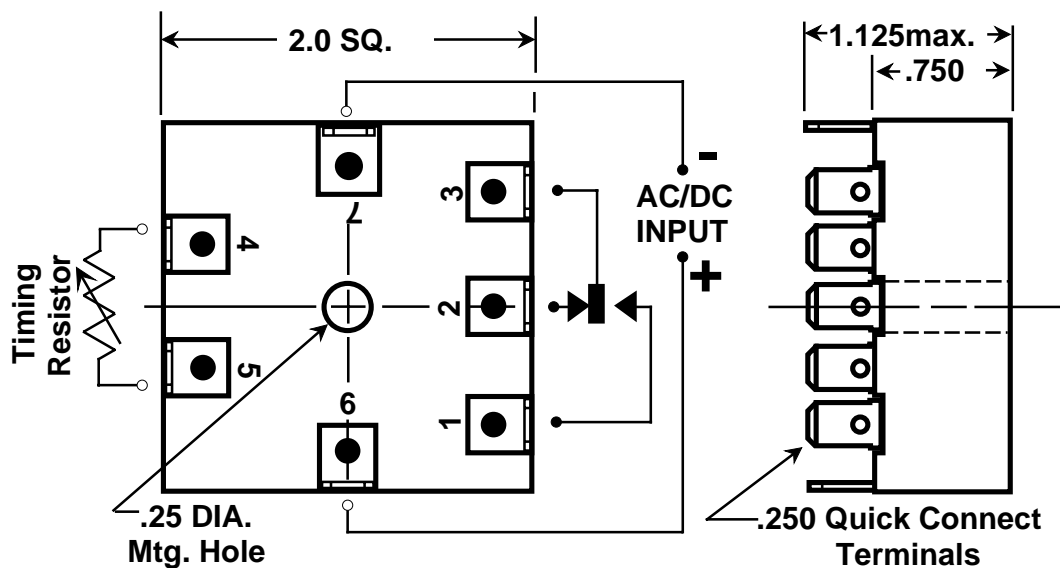 2.0 SQ.
1.125max.
.750
7
3
-
AC/DC
INPUT
+
4
2
Timing
Resistor
5
6
1
.25 DIA.
Mtg. Hole
.250 Quick Connect
Terminals